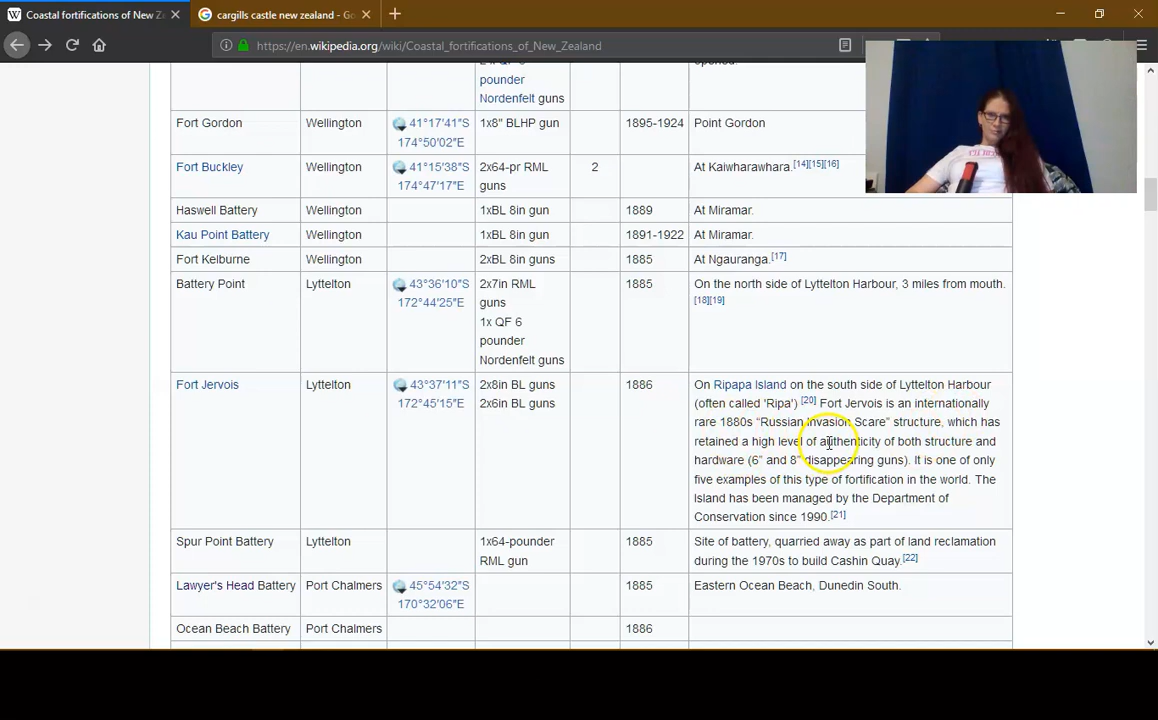 Coastal fortifications of New Z
cargills castle new zealand - Go
https://en.wikipedia.org/wiki/Coastal_fortifications_of_New_Zealand
pounder
Nordenfelt guns
Fort Gordon Wellington 41°17'41"S 174°50'02"E 1x8" BLHP gun 1895-1924 Point Gordon
Fort Buckley Wellington 41°15'38"S 174°47'17"E 2x64-pr RML guns 2 At Kaiwharawhara.[14][15][16]
Haswell Battery Wellington 1xBL 8in gun 1889 At Miramar.
Kau Point Battery Wellington 1xBL 8in gun 1891-1922 At Miramar.
Fort Kelburne Wellington 2xBL 8in guns 1885 At Ngauranga.[17]
Battery Point Lyttelton 43°36'10"S 2x7in RML 1885 On the north side of Lyttelton Harbour, 3 miles from mouth.
172°44'25"E guns [18][19]
1x QF 6
pounder
Nordenfelt guns
Fort Jervois Lyttelton 43°37'11"S 2x8in BL guns 1886 On Ripapa Island on the south side of Lyttelton Harbour
172°45'15"E 2x6in BL guns (often called 'Ripa') [20] Fort Jervois is an internationally
rare 1880s “Russian Invasion Scare” structure, which has
retained a high level of authenticity of both structure and
hardware (6” and 8” disappearing guns). It is one of only
five examples of this type of fortification in the world. The
Island has been managed by the Department of
Conservation since 1990.[21]
Spur Point Battery Lyttelton 1x64-pounder 1885 Site of battery, quarried away as part of land reclamation
RML gun during the 1970s to build Cashin Quay.[22]
Lawyer's Head Battery Port Chalmers 45°54'32"S 1885 Eastern Ocean Beach, Dunedin South.
170°32'06"E
Ocean Beach Battery Port Chalmers 1886